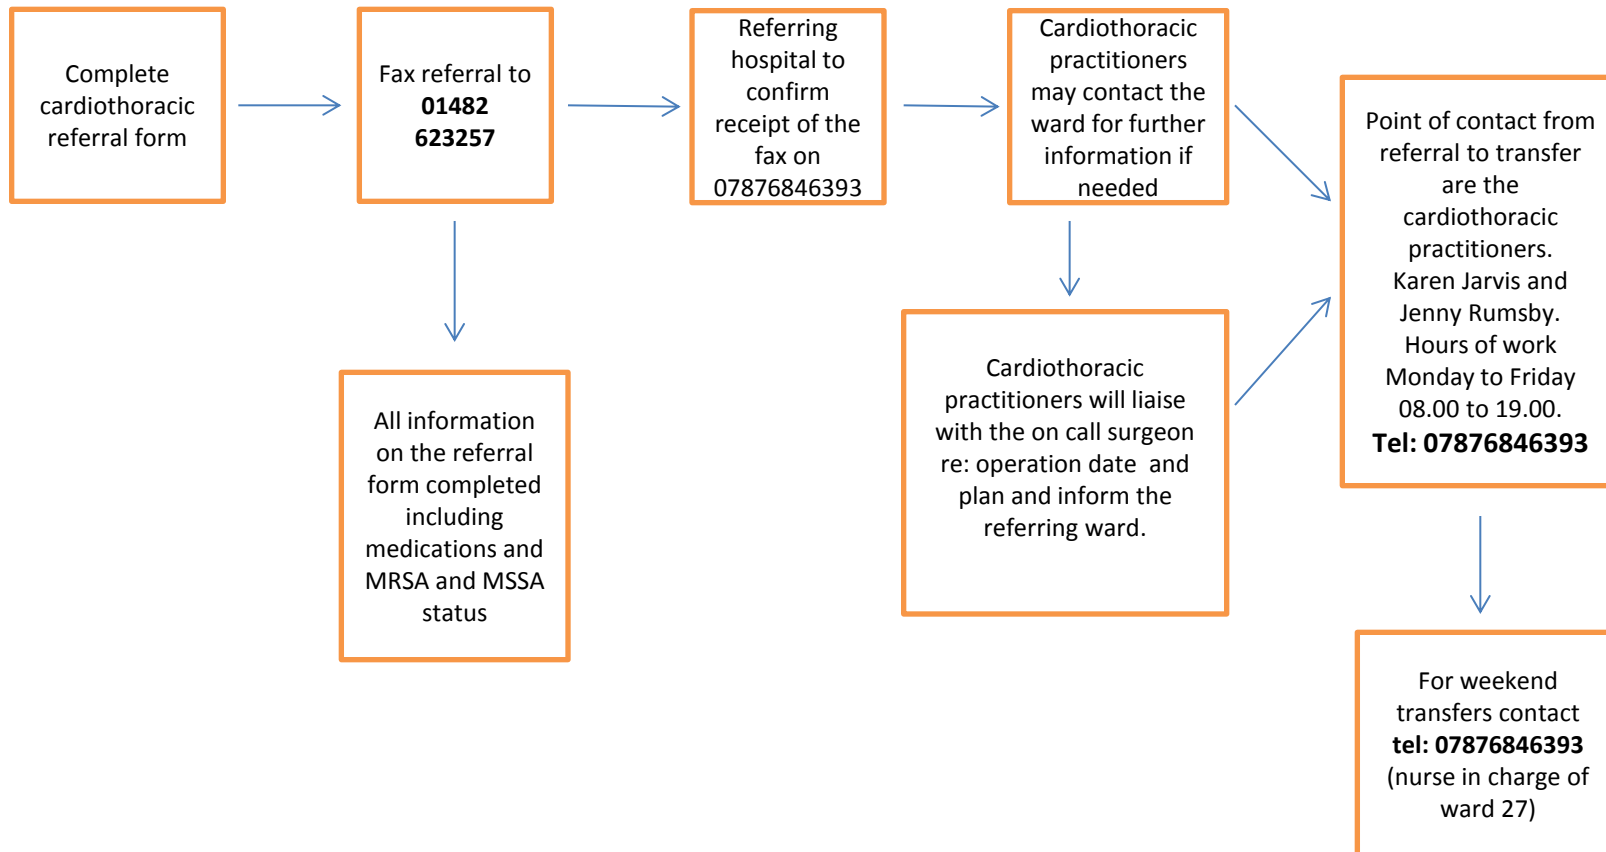 Complete
cardiothoracic
referral form
Fax referral to
01482
623257
Referring
hospital to
confirm
receipt of the
fax on
07876846393
Cardiothoracic
practitioners
may contact the
ward for further
information if
needed
Point of contact from
referral to transfer
are the
cardiothoracic
practitioners.
Karen Jarvis and
Jenny Rumsby.
Hours of work
Monday to Friday
08.00 to 19.00.
Tel: 07876846393
All information
on the referral
form completed
including
medications and
MRSA and MSSA
status
Cardiothoracic
practitioners will liaise
with the on call surgeon
re: operation date and
plan and inform the
referring ward.
For weekend
transfers contact
tel: 07876846393
(nurse in charge of
ward 27)